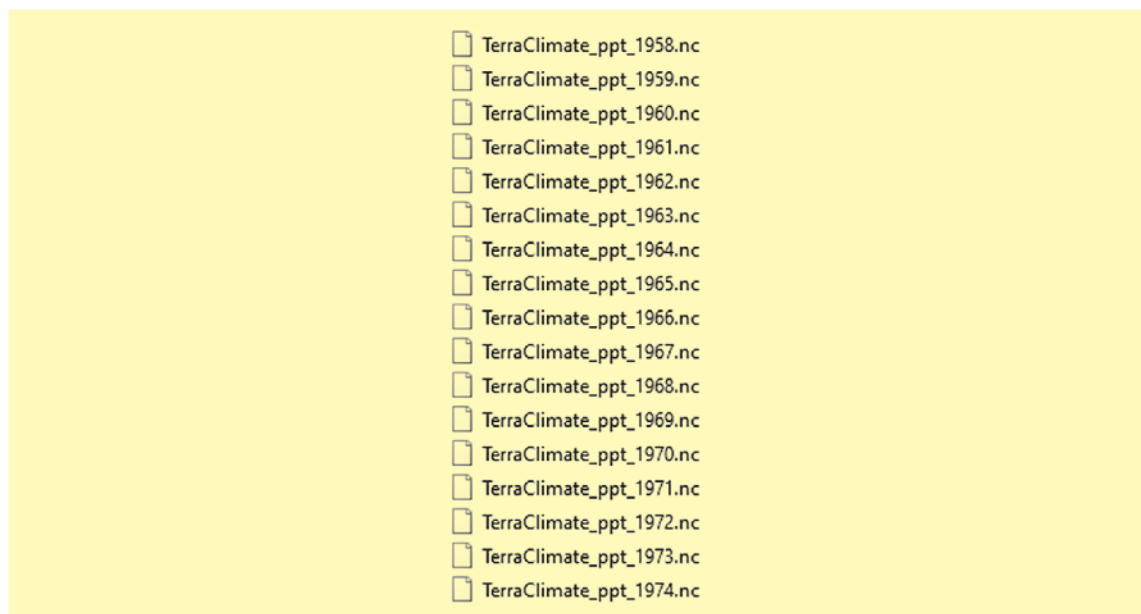 TerraClimate_ppt_1958.nc
TerraClimate_ppt_1959.nc
TerraClimate_ppt_1960.nc
TerraClimate_ppt_1961.nc
TerraClimate_ppt_1962.nc
TerraClimate_ppt_1963.nc
TerraClimate_ppt_1964.nc
TerraClimate_ppt_1965.nc
TerraClimate_ppt_1966.nc
TerraClimate_ppt_1967.nc
TerraClimate_ppt_1968.nc
TerraClimate_ppt_1969.nc
TerraClimate_ppt_1970.nc
TerraClimate_ppt_1971.nc
TerraClimate_ppt_1972.nc
TerraClimate_ppt_1973.nc
TerraClimate_ppt_1974.nc